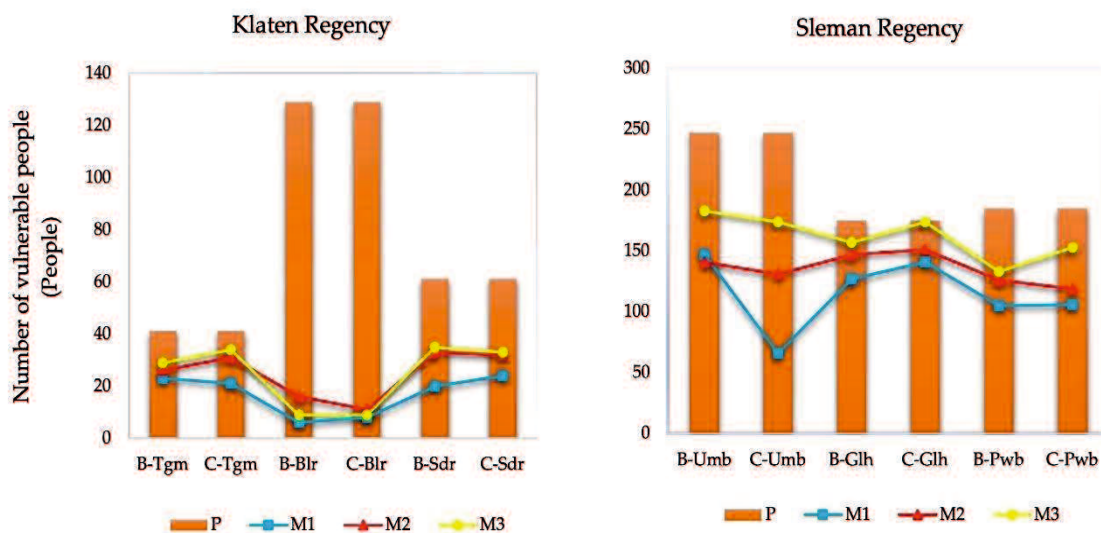 Klaten Regency
Number of vulnerable people
(People)
140
120
100
80
60
40
20
0
B-Tgm C-Tgm B-Blr C-Blr B-Sdr C-Sdr
P M1 M2 M3
Sleman Regency
300
250
200
150
100
50
0
B-Umb C-Umb B-Glh C-Glh B-Pwb C-Pwb
P M1 M2 M3